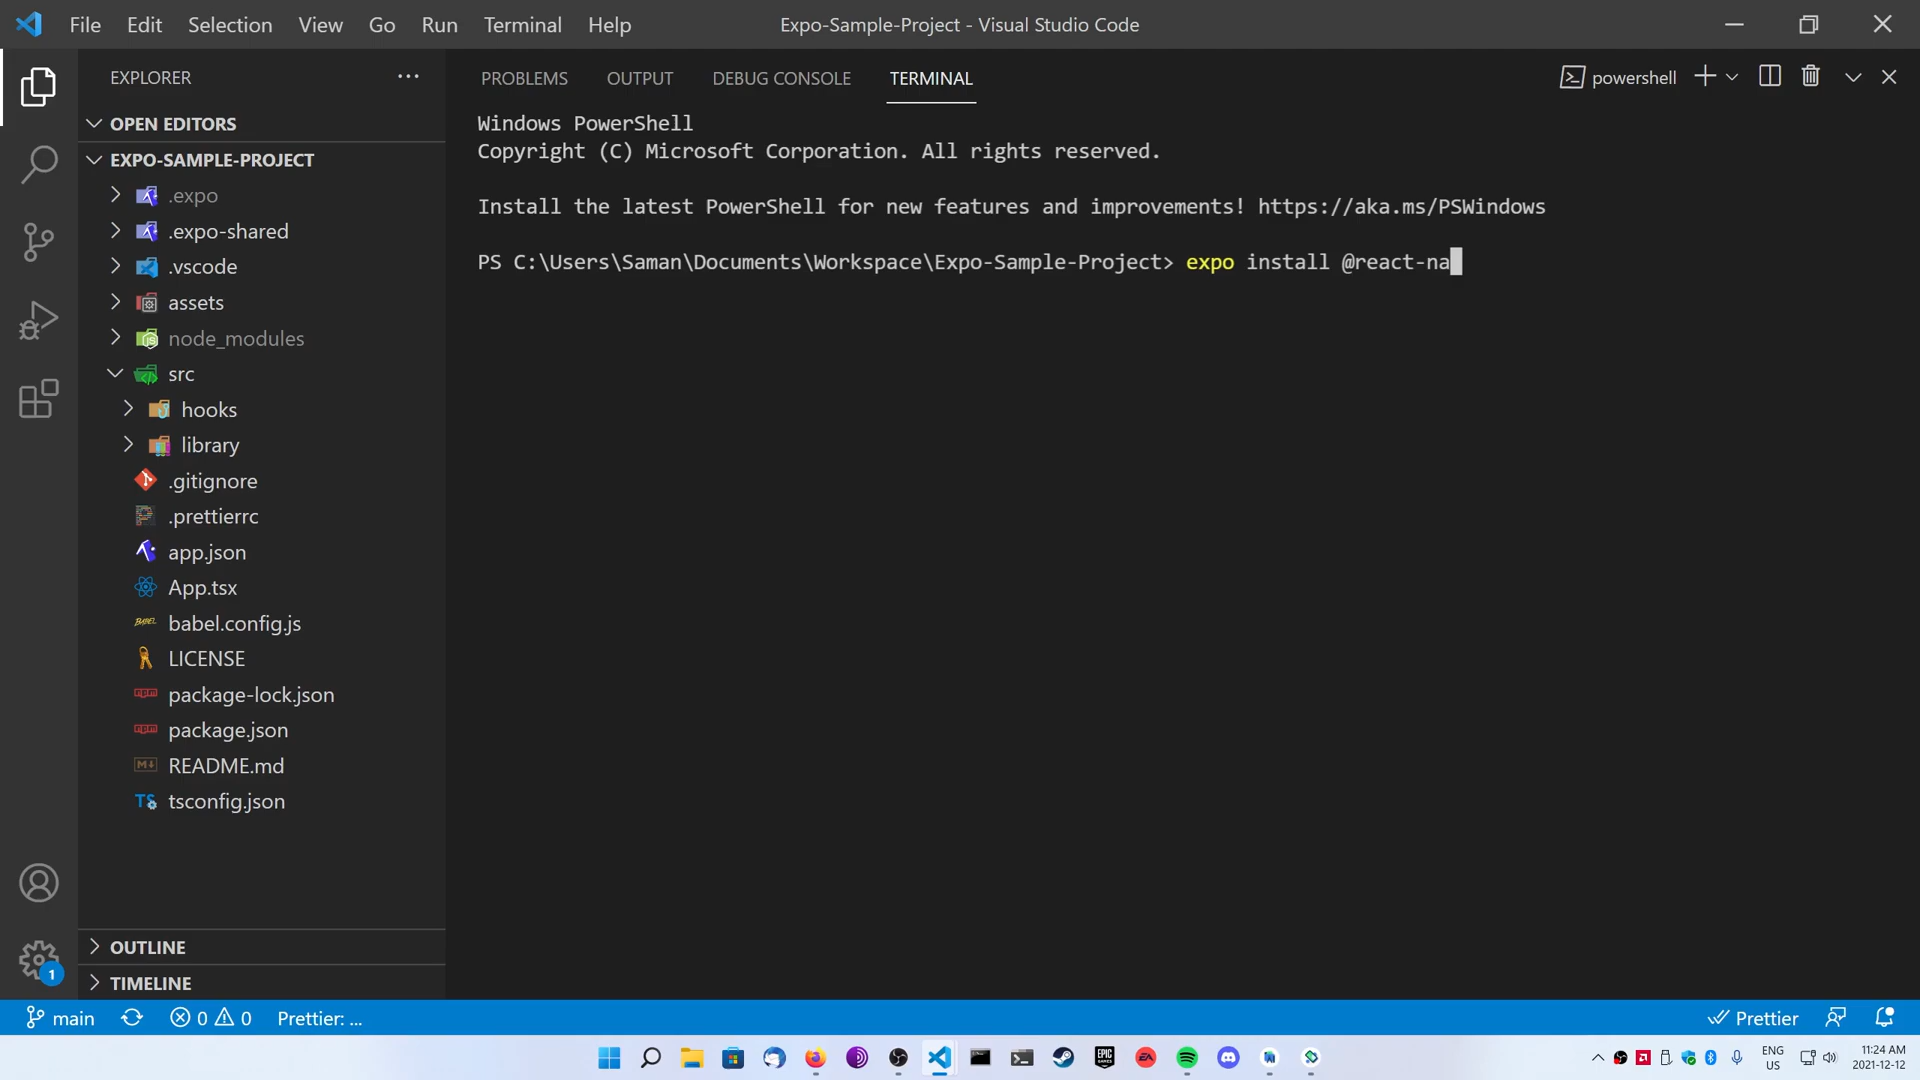 File Edit Selection View Go Run Terminal Help
Expo-Sample-Project - Visual Studio Code
EXPLORER
OPEN EDITORS
EXPO-SAMPLE-PROJECT
.expo
.expo-shared
.vscode
assets
node_modules
src
hooks
library
.gitignore
.prettierrc
app.json
App.tsx
babel.config.js
LICENSE
package-lock.json
package.json
README.md
tsconfig.json
OUTLINE
TIMELINE
PROBLEMS OUTPUT DEBUG CONSOLE TERMINAL
powershell
Windows PowerShell
Copyright (C) Microsoft Corporation. All rights reserved.
Install the latest PowerShell for new features and improvements! https://aka.ms/PSWindows
PS C:\Users\Saman\Documents\Workspace\Expo-Sample-Project> expo install @react-na
1
main 0 0 Prettier: ...
Prettier
ENG
US
11:24 AM
2021-12-12